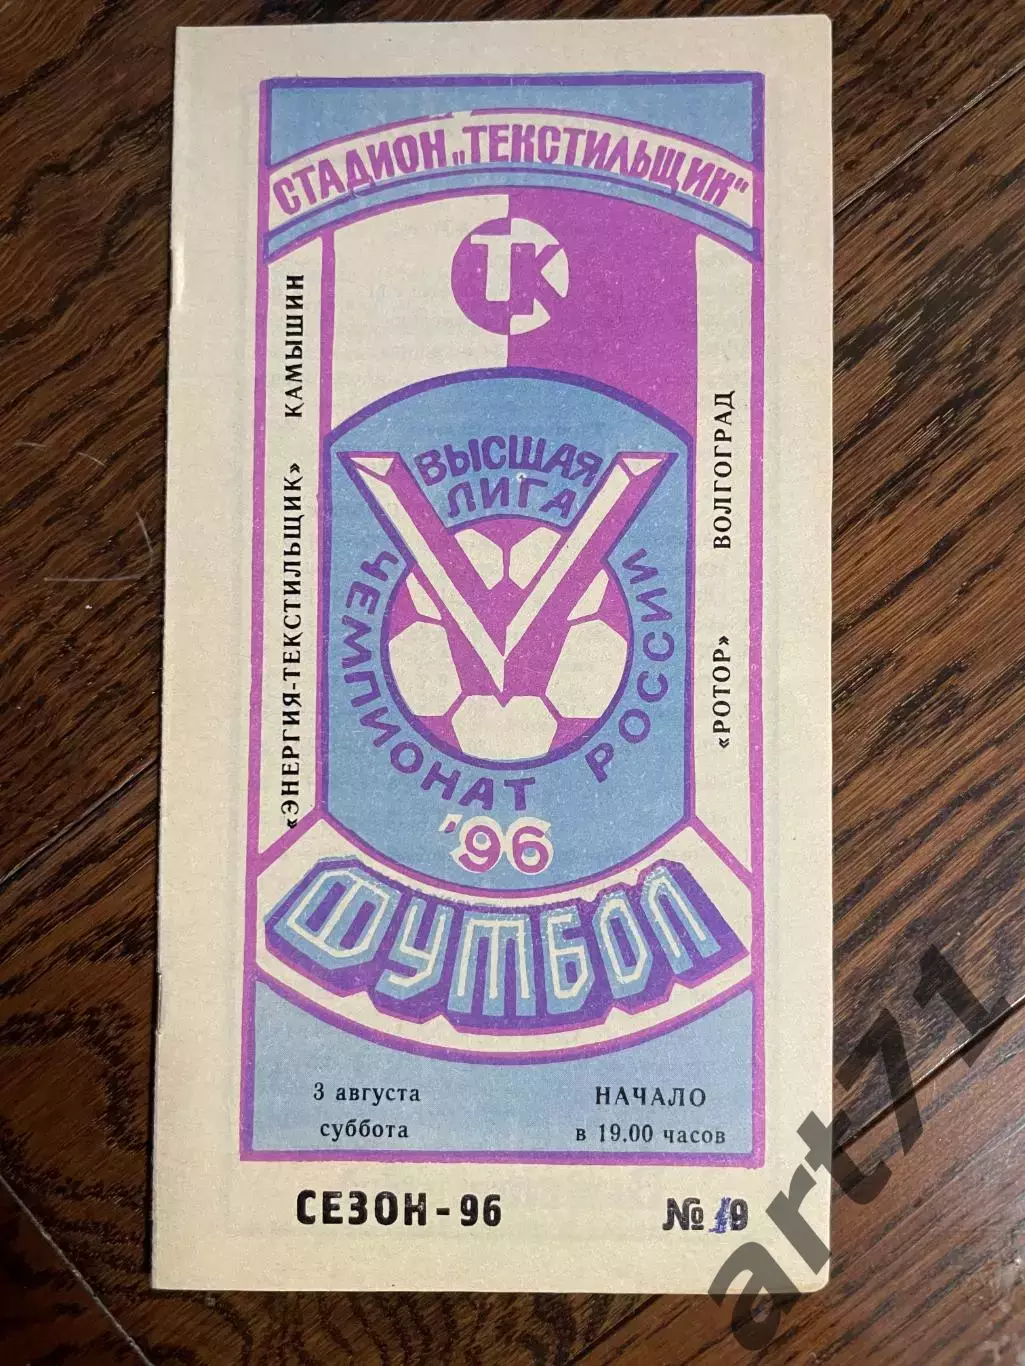 СТАДИОН „ТЕКСТИЛЬЩИК"
ТК
«ЭНЕРГИЯ-ТЕКСТИЛЬЩИК» КАМЫШИН
«РОТОР» ВОЛГОГРАД
ВЫСШАЯ
ЛИГА
ЧЕМПИОНАТ РОССИИ
'96
ФУТБОЛ
3 августа
суббота
НАЧАЛО
в 19.00 часов
СЕЗОН-96
№ 19
art71